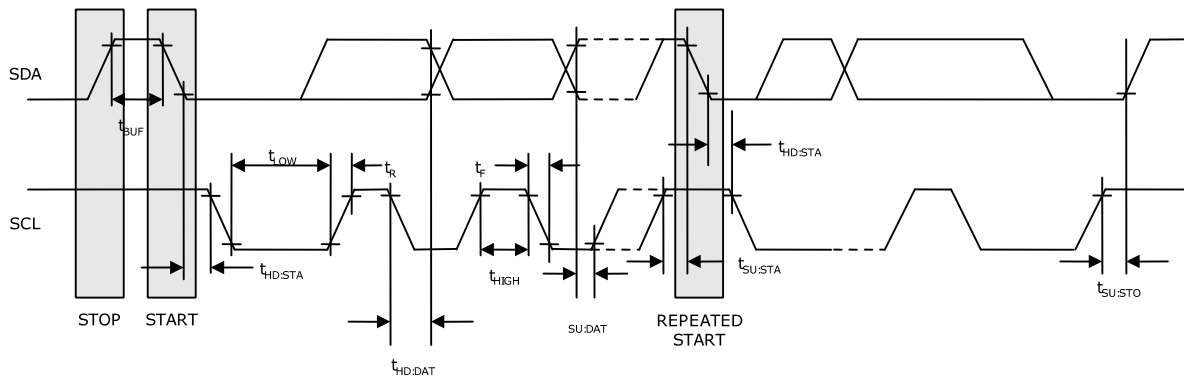 SDA
tBUF
tLOW
tR
tF
tHD:STA
SCL
tHD:STA
tHIGH
tSU:STA
tSU:STO
STOP
START
SU:DAT
REPEATED
START
tHD:DAT